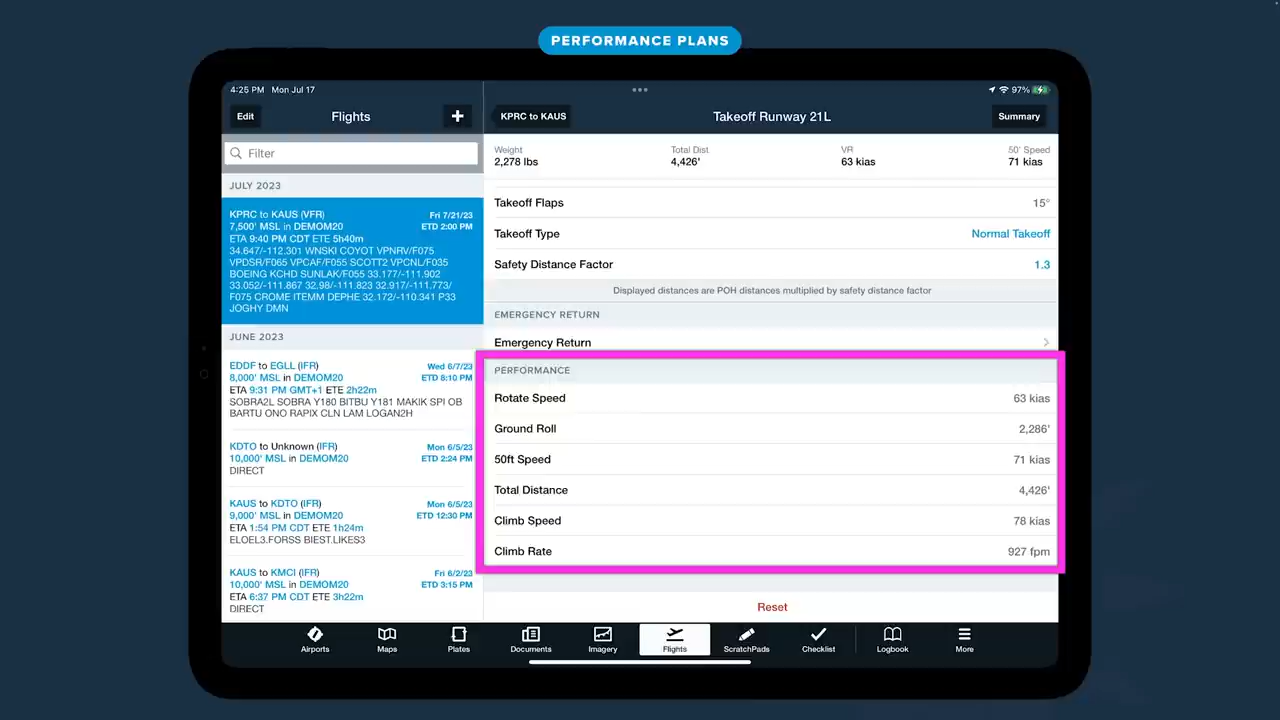 PERFORMANCE PLANS
4:25 PM Mon Jul 17
97%
Edit
Flights
KPRC to KAUS
Takeoff Runway 21L
Summary
Filter
JULY 2023
KPRC to KAUS (VFR)
Fri 7/21/23
7,500' MSL in DEMOM20
ETD 2:00 PM
ETA 9:40 PM CDT ETE 5h40m
34.647/-112.301 WNSKI COYOT VPNRV/F075
VPDSR/F065 VPCAF/F055 SCOTT2 VPCNL/F035
BOEING KCHD SUNLAK/F055 33.177/-111.902
33.052/-111.867 32.98/-111.823 32.917/-111.773/
F075 CROME ITEMM DEPHE 32.172/-110.341 P33
JOGHY DMN
JUNE 2023
EDDF to EGLL (IFR)
Wed 6/7/23
8,000' MSL in DEMOM20
ETD 8:10 PM
ETA 9:31 PM GMT+1 ETE 2h22m
SOBRA2L SOBRA Y180 BITBU Y181 MAKIK SPI OB
BARTU ONO RAPIX CLN LAM LOGAN2H
KDTO to Unknown (IFR)
Mon 6/5/23
10,000' MSL in DEMOM20
ETD 2:24 PM
DIRECT
KAUS to KDTO (IFR)
Mon 6/5/23
9,000' MSL in DEMOM20
ETD 12:30 PM
ETA 1:54 PM CDT ETE 1h24m
ELOEL3.FORSS BIEST.LIKES3
KAUS to KMCI (IFR)
Fri 6/2/23
10,000' MSL in DEMOM20
ETD 3:15 PM
ETA 6:37 PM CDT ETE 3h22m
DIRECT
Weight
Total Dist
VR
50' Speed
2,278 lbs
4,426'
63 kias
71 kias
Takeoff Flaps
15°
Takeoff Type
Normal Takeoff
Safety Distance Factor
1.3
Displayed distances are POH distances multiplied by safety distance factor
EMERGENCY RETURN
Emergency Return
PERFORMANCE
Rotate Speed
63 kias
Ground Roll
2,286'
50ft Speed
71 kias
Total Distance
4,426'
Climb Speed
78 kias
Climb Rate
927 fpm
Reset
Airports
Maps
Plates
Documents
Imagery
Flights
ScratchPads
Checklist
Logbook
More